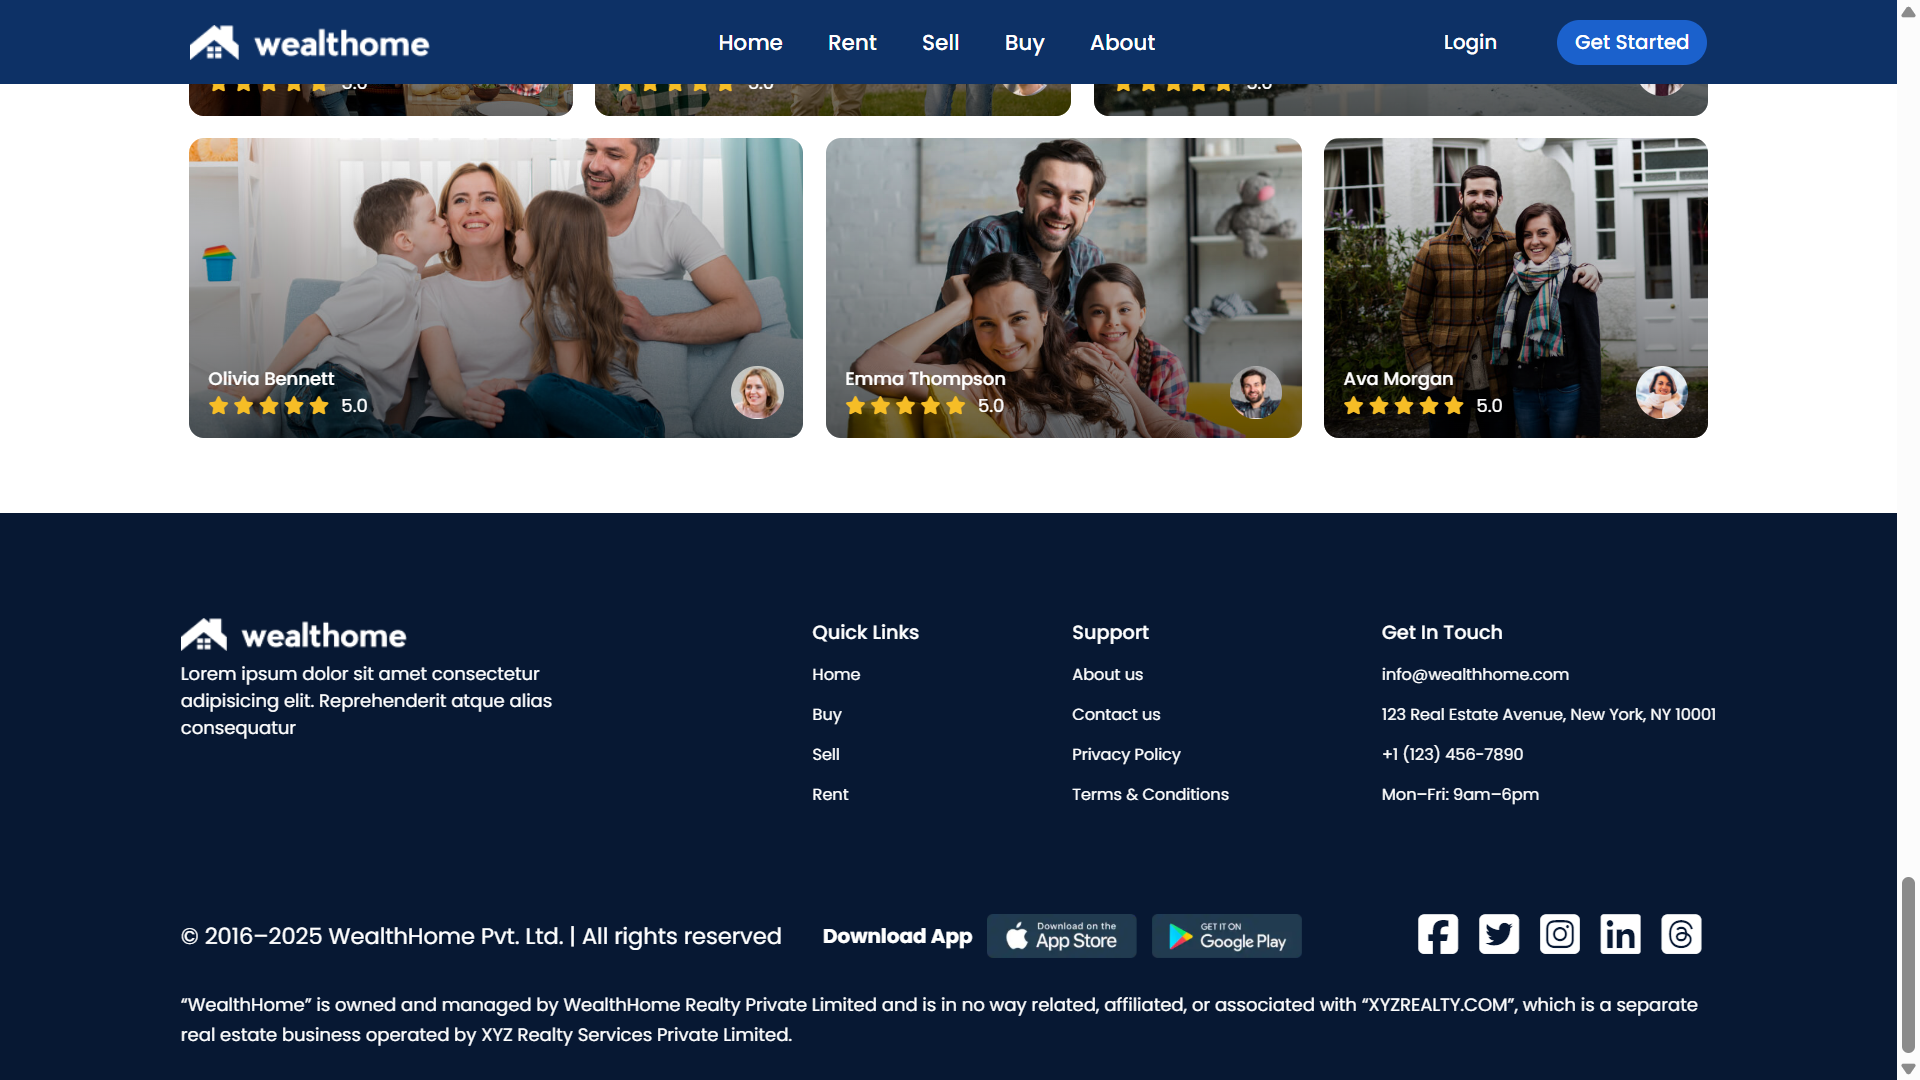 wealthome
Home Rent Sell Buy About
Login
Get Started
5.0 5.0 5.0
Olivia Bennett
5.0
Emma Thompson
5.0
Ava Morgan
5.0
wealthome
Lorem ipsum dolor sit amet consectetur
adipisicing elit. Reprehenderit atque alias
consequatur
Quick Links
Home
Buy
Sell
Rent
Support
About us
Contact us
Privacy Policy
Terms & Conditions
Get In Touch
info@wealthhome.com
123 Real Estate Avenue, New York, NY 10001
+1 (123) 456-7890
Mon–Fri: 9am–6pm
© 2016–2025 WealthHome Pvt. Ltd. | All rights reserved
Download App
Download on the
App Store
GET IT ON
Google Play
“WealthHome” is owned and managed by WealthHome Realty Private Limited and is in no way related, affiliated, or associated with “XYZREALTY.COM”, which is a separate
real estate business operated by XYZ Realty Services Private Limited.